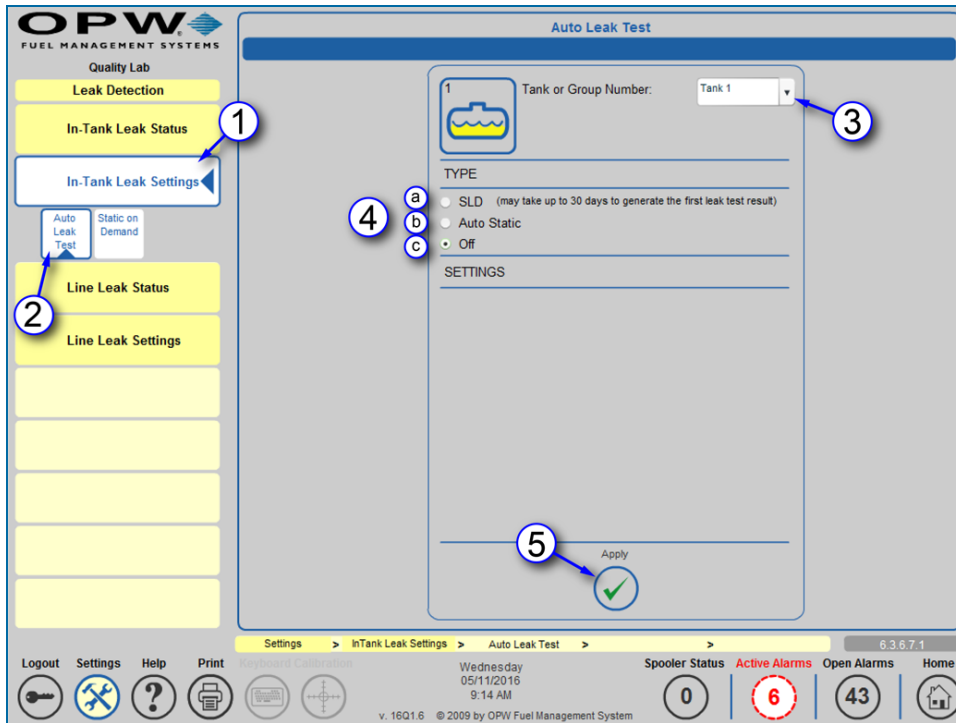 OPW
FUEL MANAGEMENT SYSTEMS
Quality Lab
Leak Detection
In-Tank Leak Status
1
In-Tank Leak Settings
Auto
Leak
Test
Static on
Demand
2
Line Leak Status
Line Leak Settings
Auto Leak Test
1
Tank or Group Number:
Tank 1
3
TYPE
4
a
SLD (may take up to 30 days to generate the first leak test result)
b
Auto Static
c
Off
SETTINGS
5
Apply
Settings > InTank Leak Settings > Auto Leak Test > >
6.3.6.7.1
Logout
Settings
Help
Print
Keyboard Calibration
Wednesday
05/11/2016
9:14 AM
v. 16Q1.6 © 2009 by OPW Fuel Management System
Spooler Status
0
Active Alarms
6
Open Alarms
43
Home